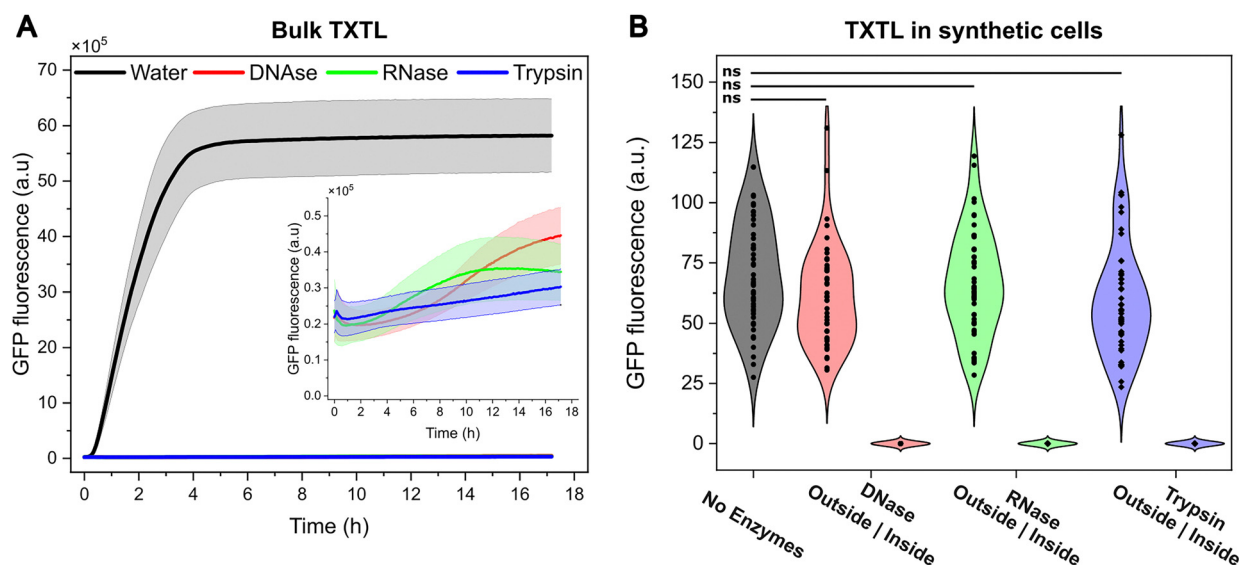 A
Bulk TXTL
×10⁵
Water DNAse RNase Trypsin
70
60
50
40
30
20
10
0
GFP fluorescence (a.u)
0 2 4 6 8 10 12 14 16 18
Time (h)
×10⁵
0.5
0.4
0.3
0.2
0.1
0.0
GFP fluorescence (a.u)
0 2 4 6 8 10 12 14 16 18
Time (h)
B
TXTL in synthetic cells
ns
ns
ns
150
125
100
75
50
25
0
GFP fluorescence (a.u.)
No Enzymes
DNase
Outside | Inside
RNase
Outside | Inside
Trypsin
Outside | Inside